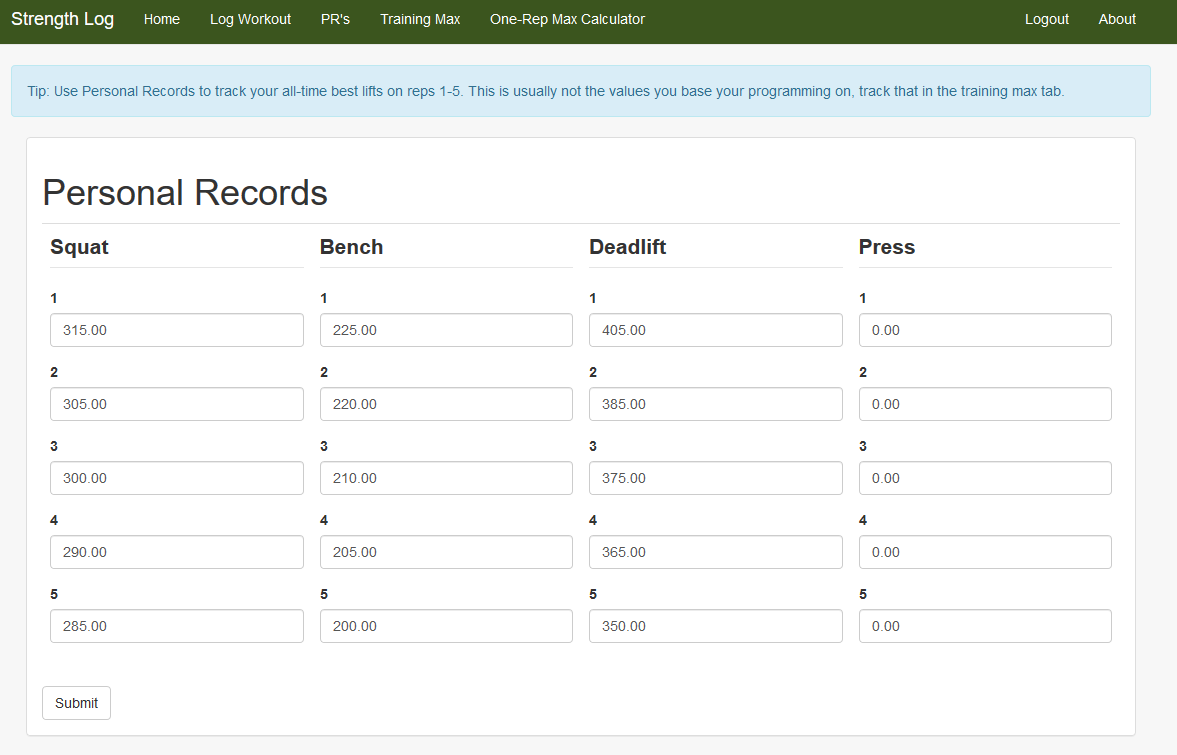 Strength Log Home Log Workout PR's Training Max One-Rep Max Calculator Logout About
Tip: Use Personal Records to track your all-time best lifts on reps 1-5. This is usually not the values you base your programming on, track that in the training max tab.
Personal Records
Squat Bench Deadlift Press
1 1 1 1
315.00 225.00 405.00 0.00
2 2 2 2
305.00 220.00 385.00 0.00
3 3 3 3
300.00 210.00 375.00 0.00
4 4 4 4
290.00 205.00 365.00 0.00
5 5 5 5
285.00 200.00 350.00 0.00
Submit